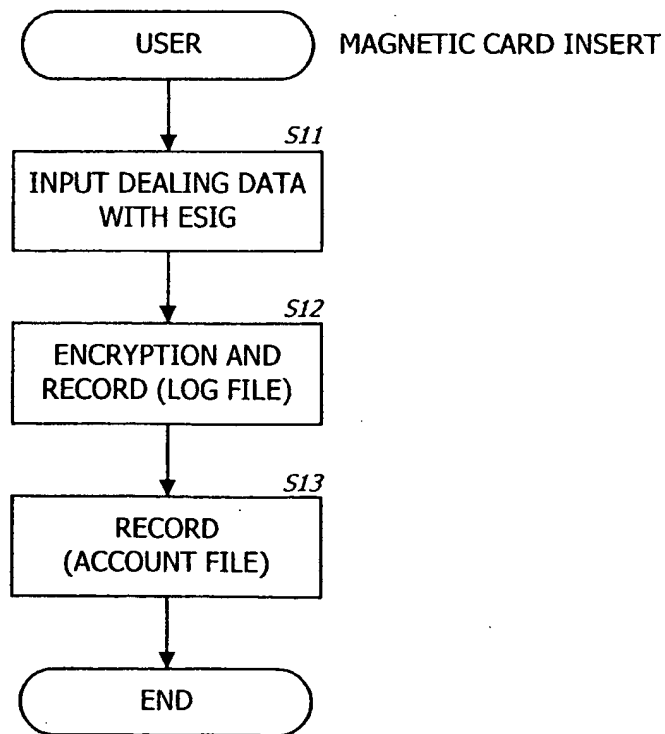 USER MAGNETIC CARD INSERT
S11
INPUT DEALING DATA
WITH ESIG
S12
ENCRYPTION AND
RECORD (LOG FILE)
S13
RECORD
(ACCOUNT FILE)
END